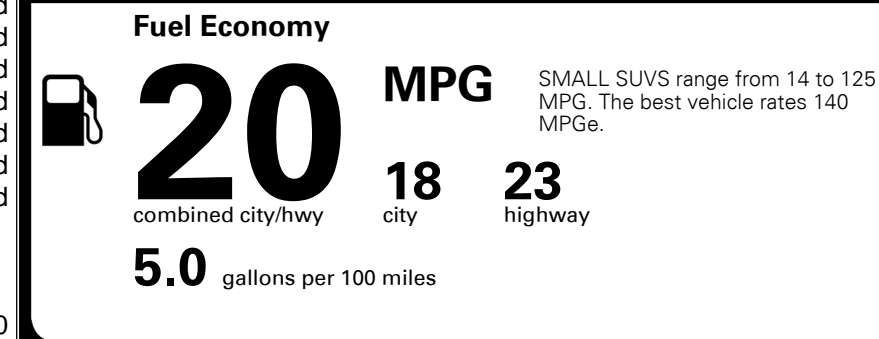 d
d
d
d
d
d
d
0
Fuel Economy
20
MPG
SMALL SUVS range from 14 to 125
MPG. The best vehicle rates 140
MPGe.
combined city/hwy
18
city
23
highway
5.0 gallons per 100 miles